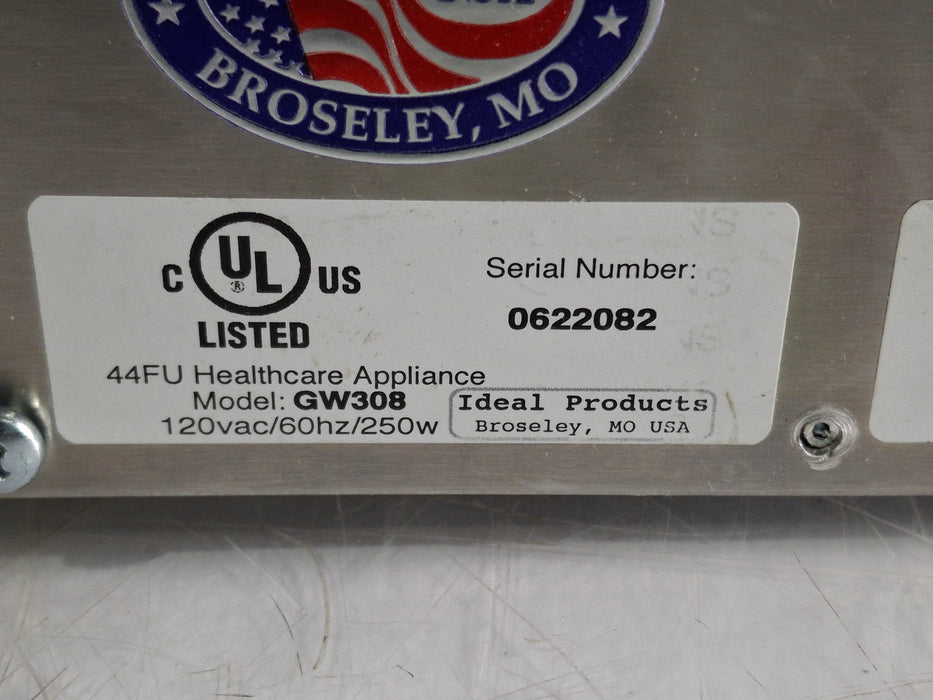 BROSELEY, MO
C UL ® US
LISTED
Serial Number:
0622082
44FU Healthcare Appliance
Model: GW308
120vac/60hz/250w
Ideal Products
Broseley, MO USA